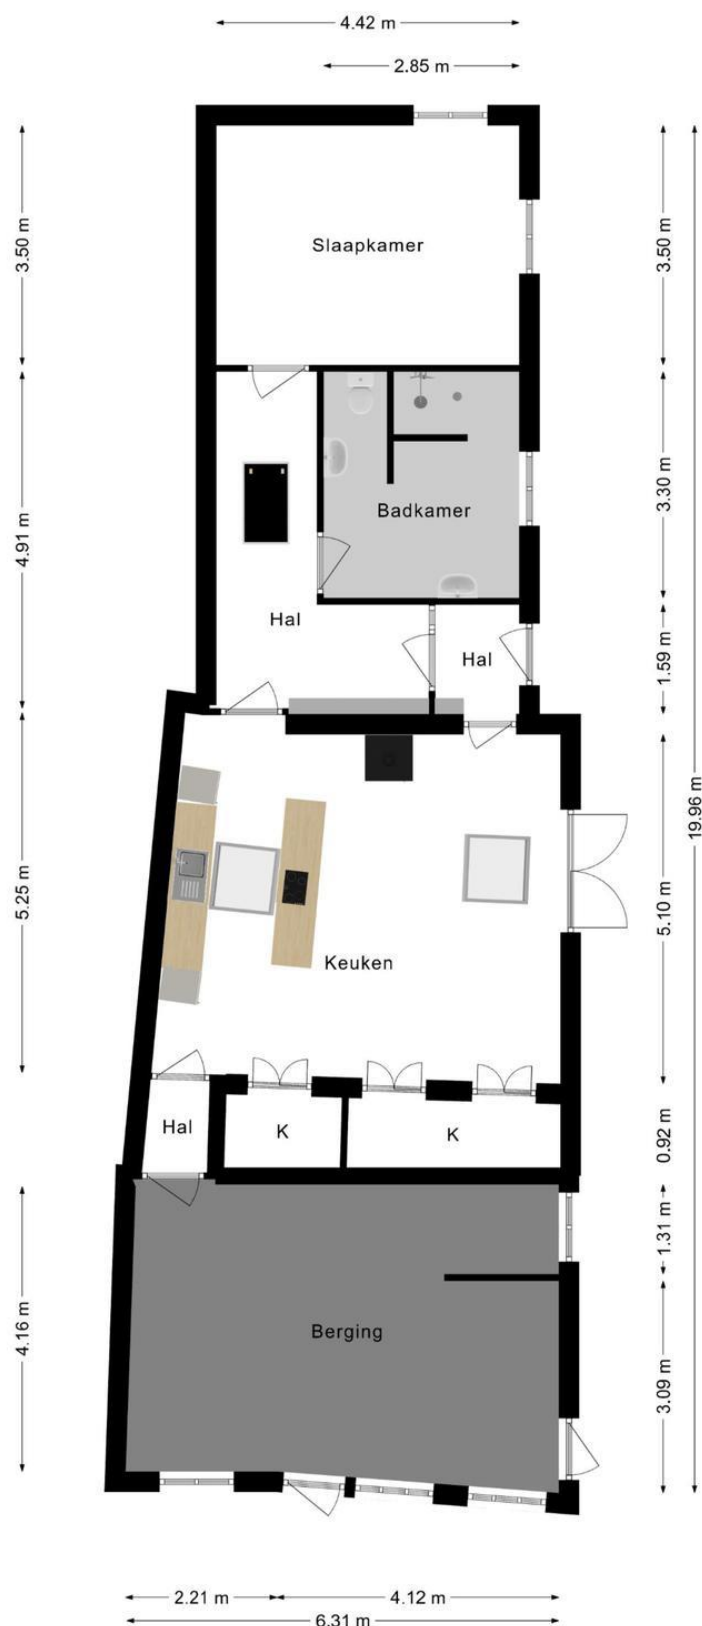 4.42 m
2.85 m
3.50 m
Slaapkamer
3.50 m
4.91 m
Badkamer
3.30 m
Hal
Hal
1.59 m
19.96 m
5.25 m
5.10 m
Keuken
Hal
K
K
0.92 m
1.31 m
4.16 m
Berging
3.09 m
2.21 m
4.12 m
6.31 m